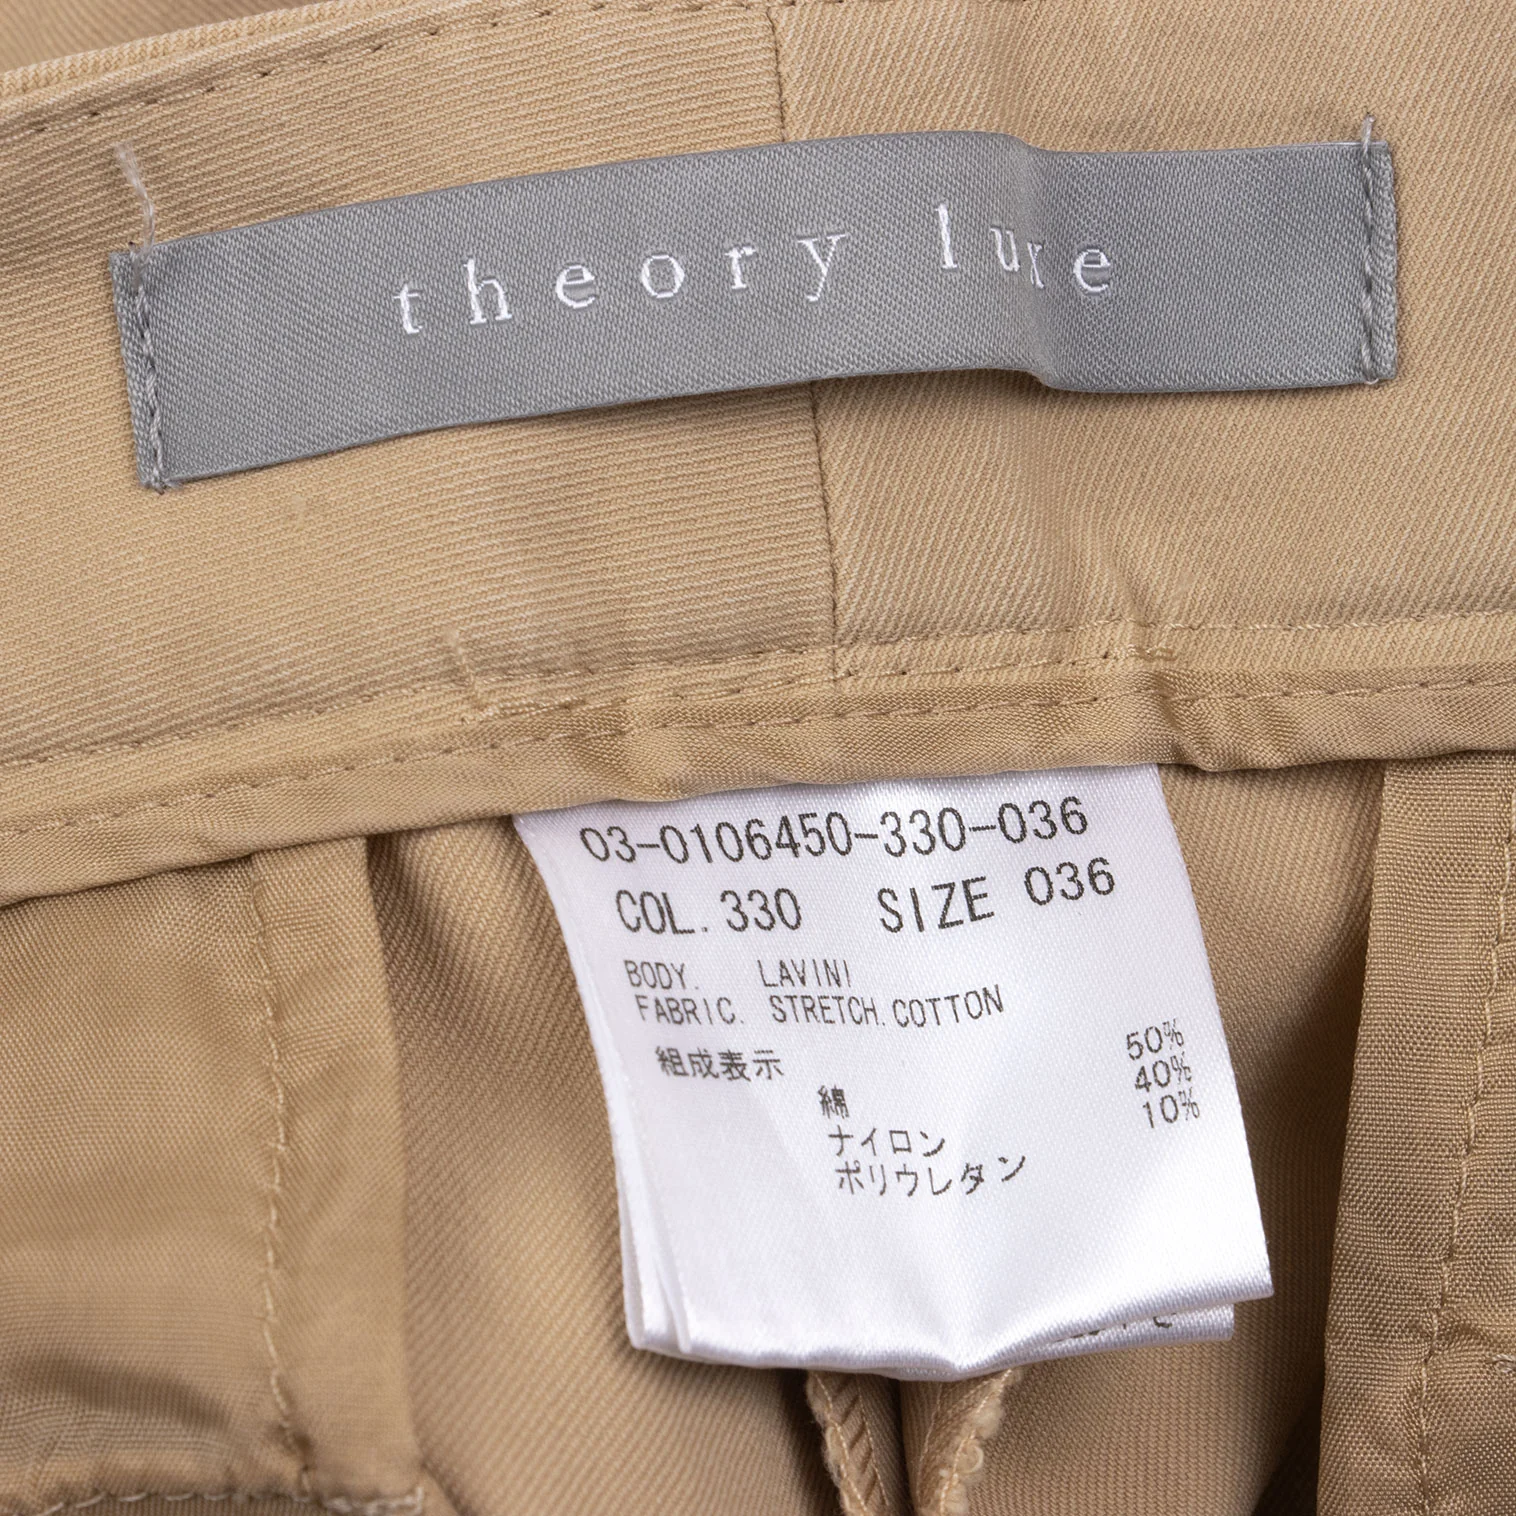 theory luxe
03-0106450-330-036
COL. 330 SIZE 036
BODY. LAVINI
FABRIC. STRETCH.COTTON
組成表示
綿 50%
ナイロン 40%
ポリウレタン 10%